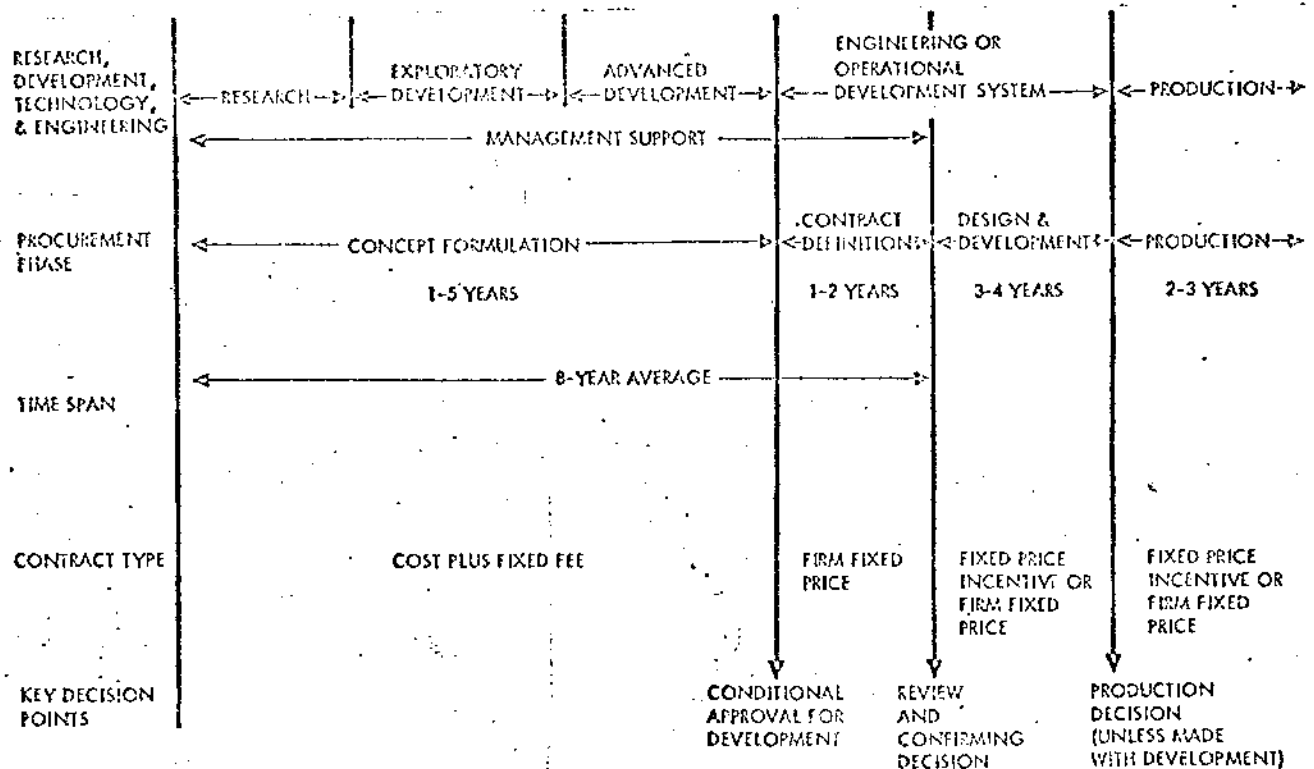 RESEARCH,
DEVELOPMENT,
TECHNOLOGY,
& ENGINEERING
RESEARCH
EXPLORATORY
DEVELOPMENT
ADVANCED
DEVELOPMENT
ENGINEERING OR
OPERATIONAL
DEVELOPMENT SYSTEM
PRODUCTION
MANAGEMENT SUPPORT
PROCUREMENT
PHASE
CONCEPT FORMULATION
CONTRACT
DEFINITIONS
DESIGN &
DEVELOPMENT
PRODUCTION
1-5 YEARS
1-2 YEARS
3-4 YEARS
2-3 YEARS
TIME SPAN
8-YEAR AVERAGE
CONTRACT TYPE
COST PLUS FIXED FEE
FIRM FIXED
PRICE
FIXED PRICE
INCENTIVE OR
FIRM FIXED
PRICE
FIXED PRICE
INCENTIVE OR
FIRM FIXED
PRICE
KEY DECISION
POINTS
CONDITIONAL
APPROVAL FOR
DEVELOPMENT
REVIEW
AND
CONFIRMING
DECISION
PRODUCTION
DECISION
(UNLESS MADE
WITH DEVELOPMENT)